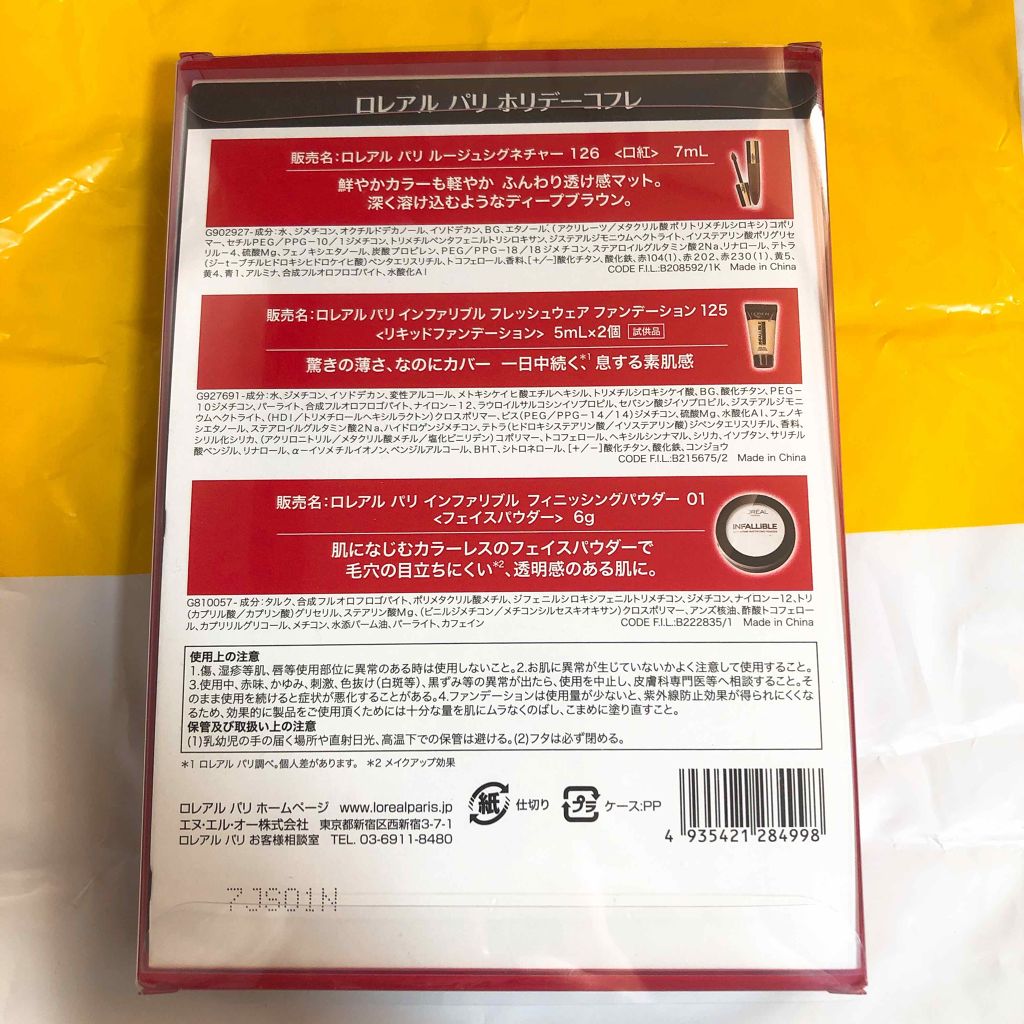 ロレアル パリ ホリデーコフレ
販売名：ロレアル パリ ルージュシグネチャー 126 <口紅> 7mL
鮮やかカラーも軽やか ふんわり透け感マット。
深く溶け込むようなディープブラウン。
G902927-成分：水、ジメチコン、オクチルドデカノール、イソドデカン、BG、エタノール、(アクリレーツ／メタクリル酸ポリトリメチルシロキシ)コポリ
マー、セチルPEG／PPG-10／1ジメチコン、トリメチルペンタフェニルトリシロキサン、ジステアルジモニウムヘクトライト、イソステアリン酸ポリグリセ
リル-4、硫酸Mg、フェノキシエタノール、炭酸プロピレン、PEG／PPG-18／18ジメチコン、ステアロイルグルタミン酸2Na、リナロール、テトラ
(ジ-t-ブチルヒドロキシヒドロケイヒ酸)ペンタエリスリチル、トコフェロール、香料、[+/-]酸化チタン、酸化鉄、赤104(1)、赤202、赤230(1)、黄5、
黄4、青1、アルミナ、合成フルオロフロゴパイト、水酸化Al CODE F.I.L.:B208592/1K Made in China
販売名：ロレアル パリ インファリブル フレッシュウェア ファンデーション 125
<リキッドファンデーション> 5mL×2個 試供品
驚きの薄さ、なのにカバー 一日中続く、*1 息する素肌感
G927691-成分：水、ジメチコン、イソドデカン、変性アルコール、メトキシケイヒ酸エチルヘキシル、トリメチルシロキシケイ酸、BG、酸化チタン、PEG-
10ジメチコン、パーライト、合成フルオロフロゴパイト、ナイロン-12、ラウロイルサルコシンイソプロピル、セバシン酸ジイソプロピル、ジステアルジモニ
ウムヘクトライト、(HDI／トリメチロールヘキシルラクトン)クロスポリマー、ビス(PEG／PPG-14／14)ジメチコン、硫酸Mg、水酸化Al、フェノキ
シエタノール、ステアロイルグルタミン酸2Na、ハイドロゲンジメチコン、テトラ(ヒドロキシステアリン酸／イソステアリン酸)ジペンタエリスリチル、香料、
シリル化シリカ、(アクリロニトリル／メタクリル酸メチル／塩化ビニリデン)コポリマー、トコフェロール、ヘキシルシンナマル、シリカ、イソブタン、サリチル
酸ベンジル、リナロール、α-イソメチルイオノン、ベンジルアルコール、BHT、シトロネロール、[+/-]酸化チタン、酸化鉄、コンジョウ
CODE F.I.L.:B215675/2 Made in China
販売名：ロレアル パリ インファリブル フィニッシングパウダー 01
<フェイスパウダー> 6g
肌になじむカラーレスのフェイスパウダーで
毛穴の目立ちにくい*2、透明感のある肌に。
INFALLIBLE
G810057-成分：タルク、合成フルオロフロゴパイト、ポリメタクリル酸メチル、ジフェニルシロキシフェニルトリメチコン、ジメチコン、ナイロン-12、トリ
(カプリル酸／カプリン酸)グリセリル、ステアリン酸Mg、(ビニルジメチコン／メチコンシルセスキオキサン)クロスポリマー、アンズ核油、酢酸トコフェロー
ル、カプリリルグリコール、メチコン、水添パーム油、パーライト、カフェイン CODE F.I.L.:B222835/1 Made in China
使用上の注意
1.傷、湿疹等肌、唇等使用部位に異常のある時は使用しないこと。2.お肌に異常が生じていないかよく注意して使用すること。
3.使用中、赤味、かゆみ、刺激、色抜け(白斑等)、黒ずみ等の異常が出たら、使用を中止し、皮膚科専門医等へ相談すること。そ
のまま使用を続けると症状が悪化することがある。4.ファンデーションは使用量が少ないと、紫外線防止効果が得られにくくな
るため、効果的に製品をご使用頂くためには十分な量を肌にムラなくのばし、こまめに塗り直すこと。
保管及び取扱い上の注意
(1)乳幼児の手の届く場所や直射日光、高温下での保管は避ける。(2)フタは必ず閉める。
*1 ロレアル パリ調べ。個人差があります。 *2 メイクアップ効果
ロレアル パリ ホームページ www.lorealparis.jp
エヌ・エル・オー株式会社 東京都新宿区西新宿3-7-1
ロレアル パリ お客様相談室 TEL. 03-6911-8480
紙 仕切り プラ ケース:PP
4 935421 284998
7JS01N